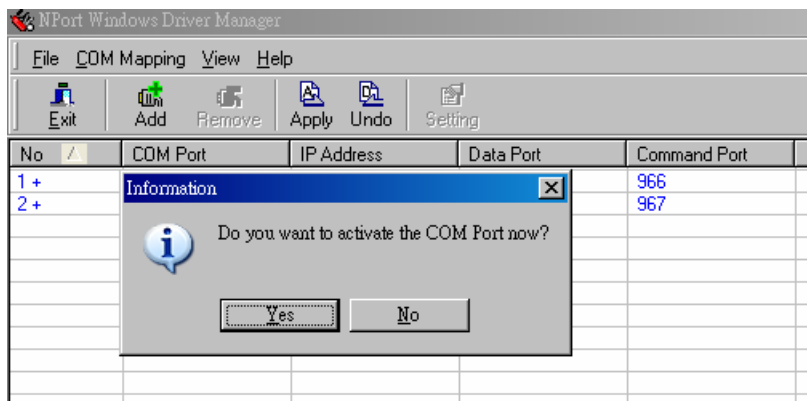 NPort Windows Driver Manager
File COM Mapping View Help
Exit Add Remove Apply Undo Setting
No COM Port IP Address Data Port Command Port
1 + 966
2 + 967
Information
Do you want to activate the COM Port now?
Yes No